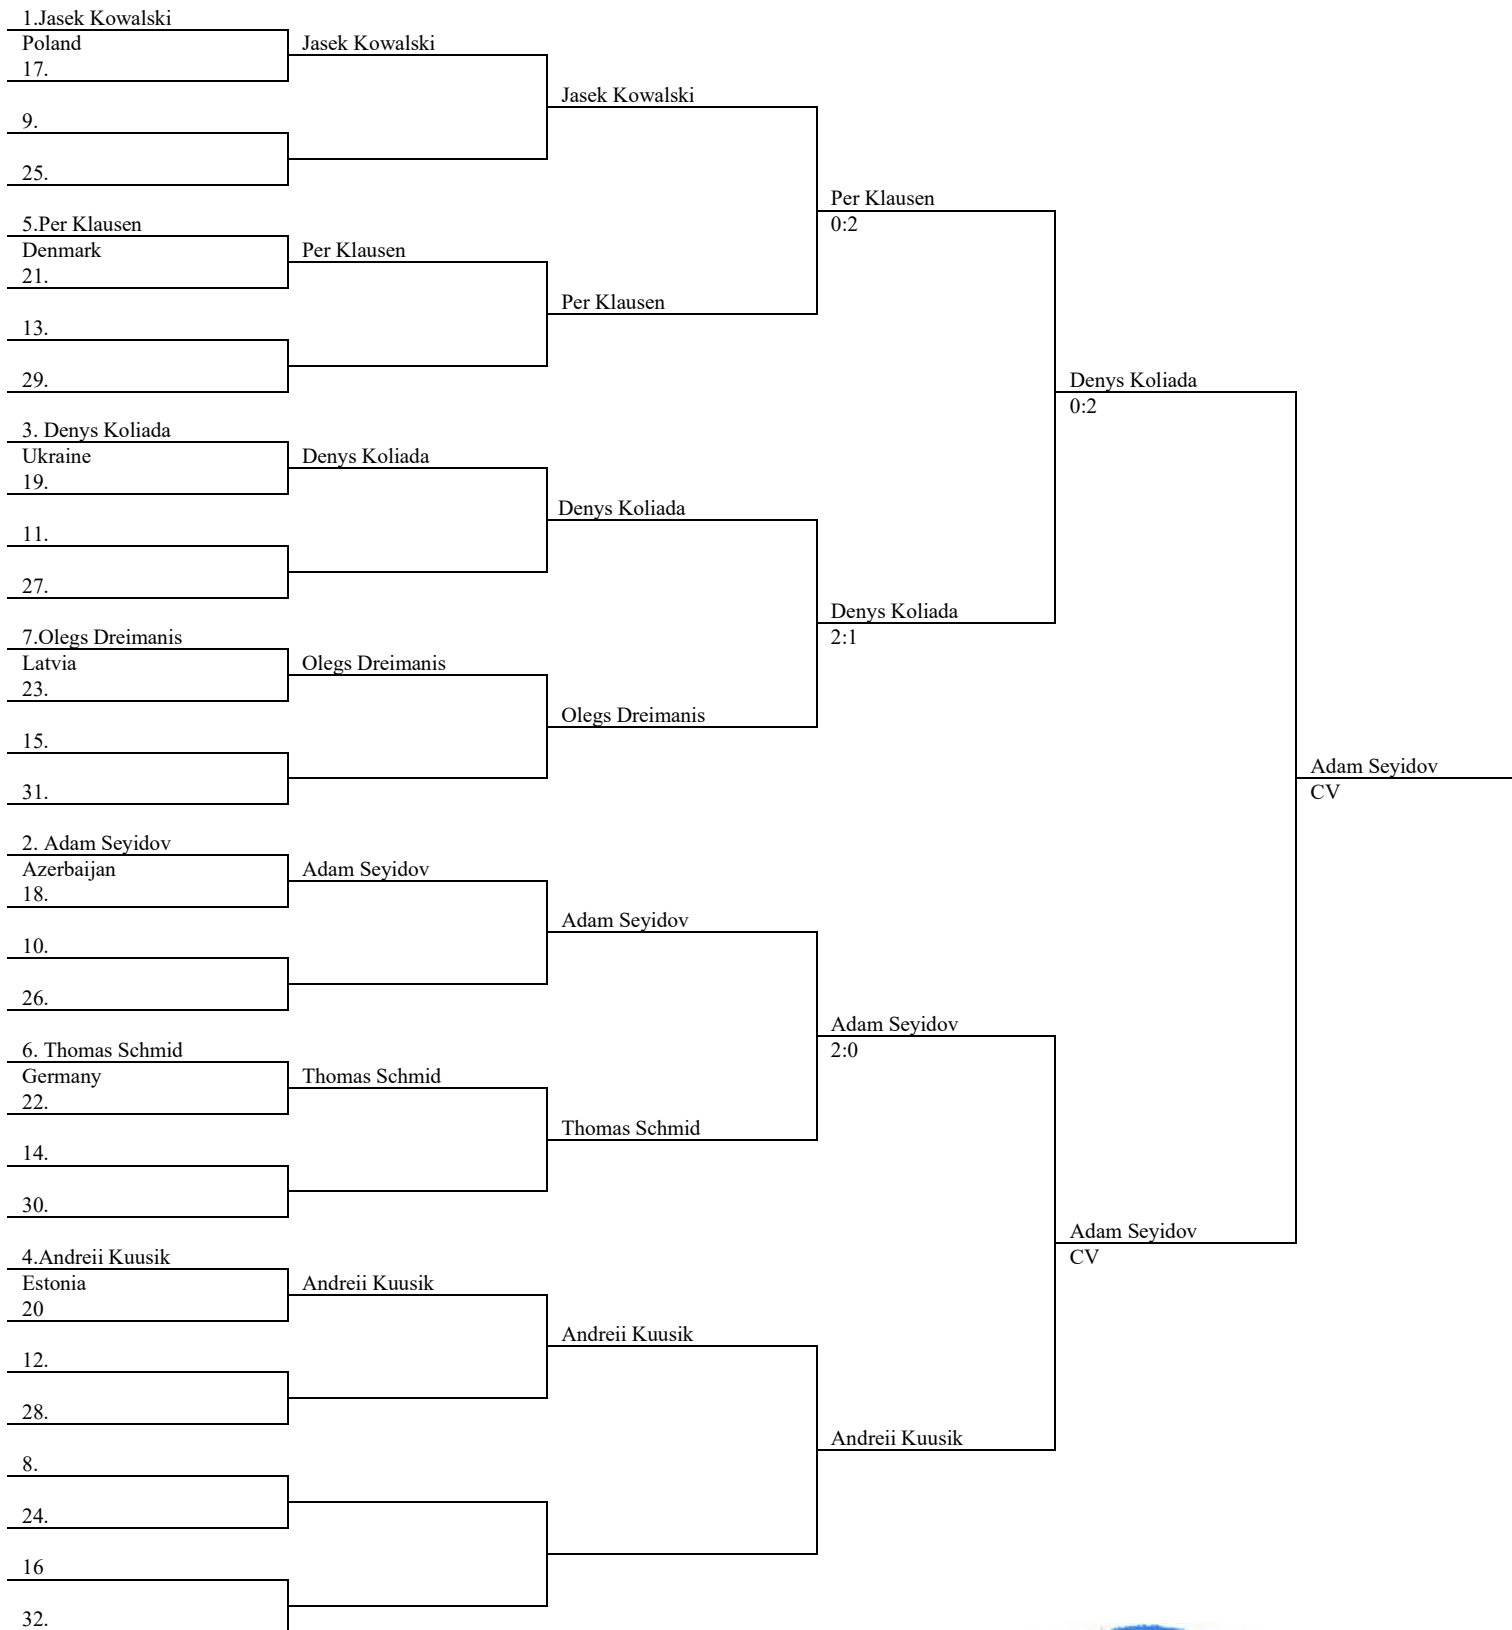 1.Jasek Kowalski
Poland
17.
9.
25.
5.Per Klausen
Denmark
21.
13.
29.
3. Denys Koliada
Ukraine
19.
11.
27.
7.Olegs Dreimanis
Latvia
23.
15.
31.
2. Adam Seyidov
Azerbaijan
18.
10.
26.
6. Thomas Schmid
Germany
22.
14.
30.
4.Andreii Kuusik
Estonia
20
12.
28.
8.
24.
16
32.
Jasek Kowalski
Per Klausen
Denys Koliada
Olegs Dreimanis
Adam Seyidov
Thomas Schmid
Andreii Kuusik
Jasek Kowalski
Per Klausen
Denys Koliada
Olegs Dreimanis
Adam Seyidov
Thomas Schmid
Andreii Kuusik
Per Klausen
0:2
Denys Koliada
2:1
Adam Seyidov
2:0
Andreii Kuusik
Denys Koliada
0:2
Adam Seyidov
CV
Adam Seyidov
CV